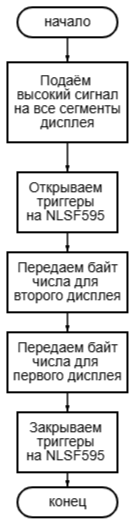 начало
Подаём
высокий сигнал
на все сегменты
дисплея
Открываем
триггеры
на NLSF595
Передаем байт
числа для
второго дисплея
Передаем байт
числа для
первого дисплея
Закрываем
триггеры
на NLSF595
конец